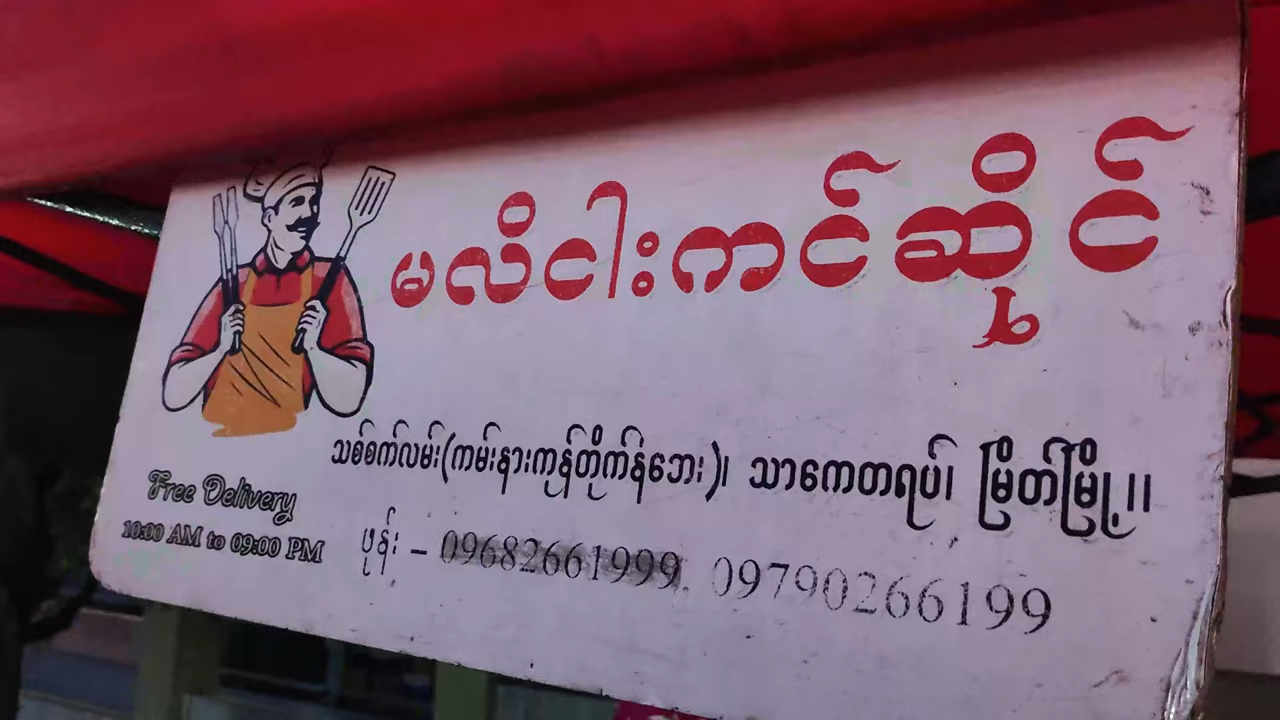 မလိငါးကင်ဆိုင်
သစ်စက်လမ်း(ကမ်းနားကုန်တိုက်နံဘေး)၊ သာကေတရပ်၊ မြိတ်မြို့။
Free Delivery
10:00 AM to 09:00 PM
ဖုန်း – 09682661999, 09790266199